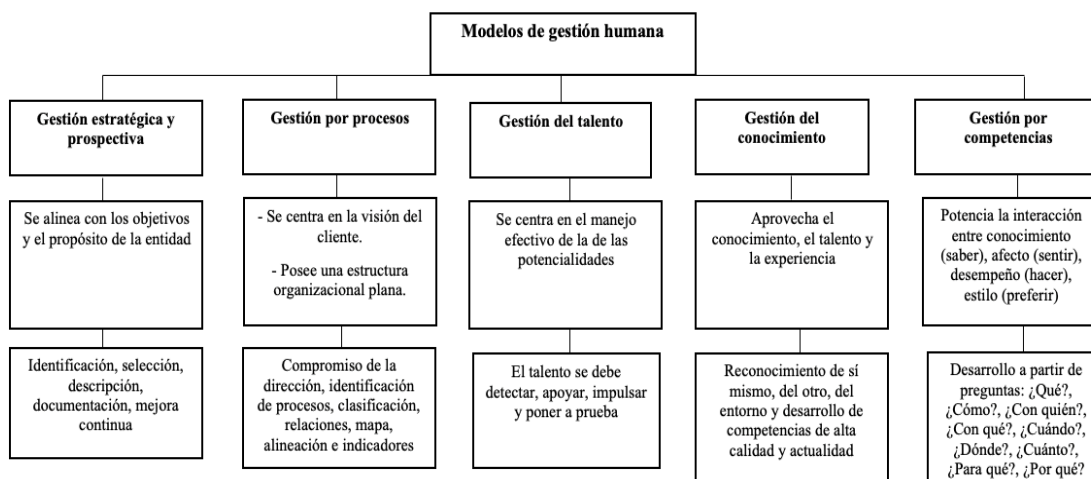 Modelos de gestión humana
Gestión estratégica y
prospectiva
Gestión por procesos
Gestión del talento
Gestión del
conocimiento
Gestión por
competencias
Se alinea con los objetivos
y el propósito de la entidad
- Se centra en la visión del
cliente.
- Posee una estructura
organizacional plana.
Se centra en el manejo
efectivo de la de las
potencialidades
Aprovecha el
conocimiento, el talento y
la experiencia
Potencia la interacción
entre conocimiento
(saber), afecto (sentir),
desempeño (hacer),
estilo (preferir)
Identificación, selección,
descripción,
documentación, mejora
continua
Compromiso de la
dirección, identificación
de procesos, clasificación,
relaciones, mapa,
alineación e indicadores
El talento se debe
detectar, apoyar, impulsar
y poner a prueba
Reconocimiento de sí
mismo, del otro, del
entorno y desarrollo de
competencias de alta
calidad y actualidad
Desarrollo a partir de
preguntas: ¿Qué?,
¿Cómo?, ¿Con quién?,
¿Con qué?, ¿Cuándo?,
¿Dónde?, ¿Cuánto?,
¿Para qué?, ¿Por qué?